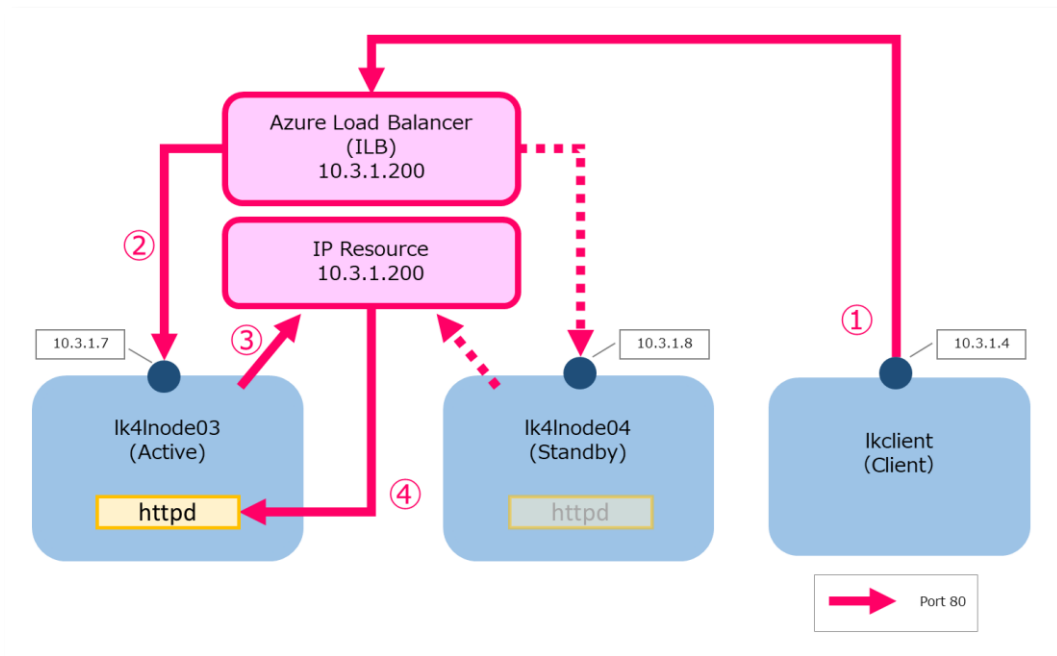 Azure Load Balancer
(ILB)
10.3.1.200
②
IP Resource
10.3.1.200
①
③
10.3.1.7
10.3.1.8
10.3.1.4
lk4lnode03
(Active)
lk4lnode04
(Standby)
lkclient
(Client)
④
httpd
httpd
Port 80